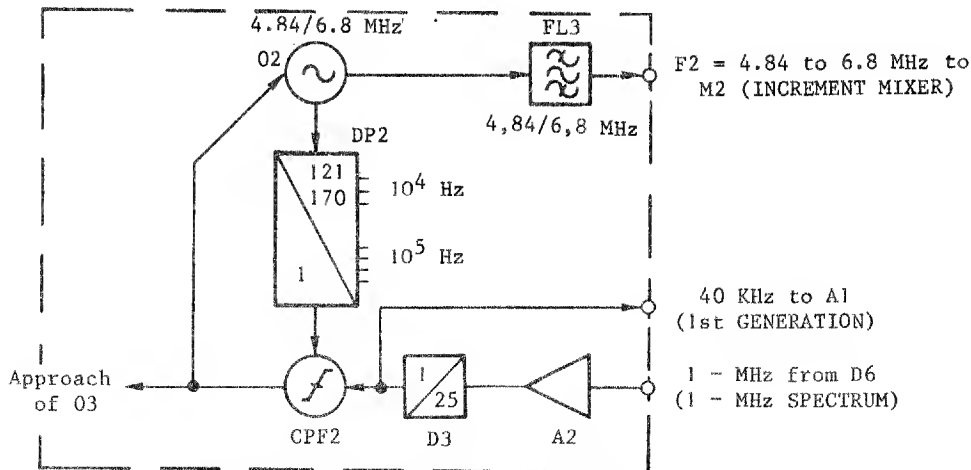 4.84/6.8 MHz
O2
FL3
F2 = 4.84 to 6.8 MHz to
M2 (INCREMENT MIXER)
4,84/6,8 MHz
DP2
121
170
10⁴ Hz
10⁵ Hz
1
40 KHz to A1
(1st GENERATION)
Approach
of O3
1
25
1 - MHz from D6
(1 - MHz SPECTRUM)
CPF2
D3
A2